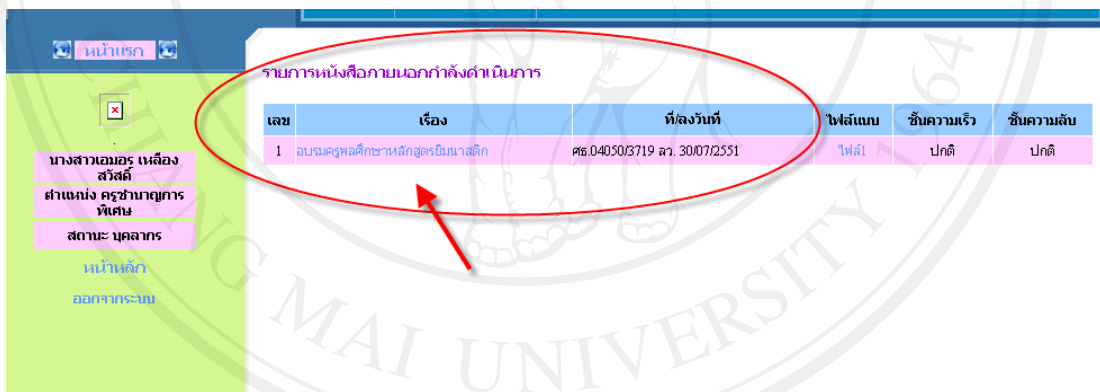 หน้าแรก
รายการหนังสือภายนอกกำลังดำเนินการ
เลข เรื่อง ที่/ลงวันที่ ไฟล์แนบ ชั้นความเร็ว ชั้นความลับ
1 อบรมครูพลศึกษาหลักสูตรยิมนาสติก ศธ.04050/3719 ลว. 30/07/2551 ไฟล์1 ปกติ ปกติ
นางสาวเอมอร เหลือง
สวัสดิ์
ตำแหน่ง ครูชำนาญการ
พิเศษ
สถานะ บุคลากร
หน้าหลัก
ออกจากระบบ
CHIANG MAI UNIVERSITY 1964